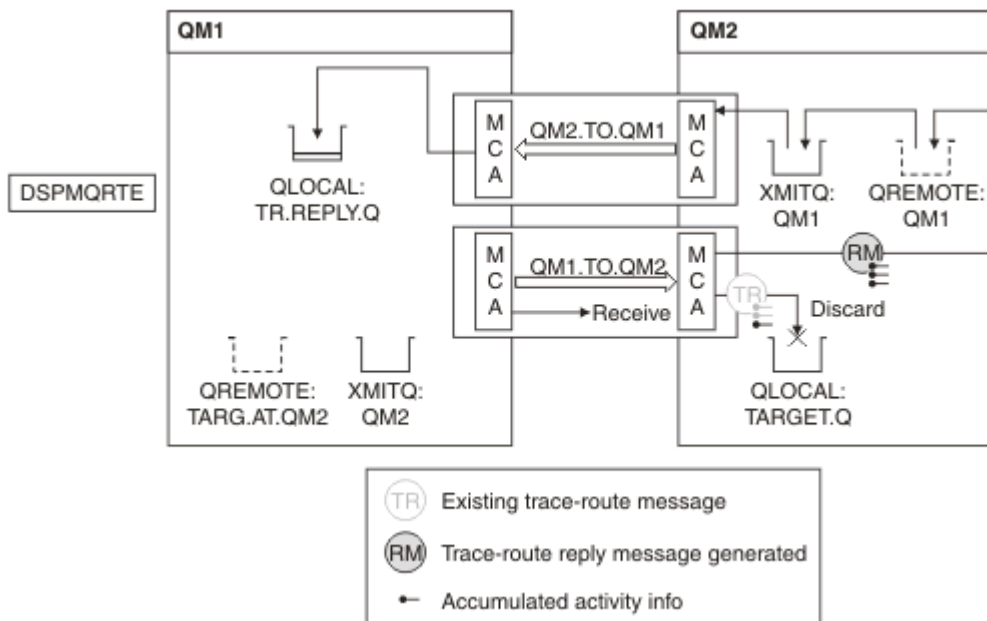 QM1
QM2
DSPMQRTE
M
C
A
QM2.TO.QM1
M
C
A
QLOCAL:
TR.REPLY.Q
XMITQ:
QM1
QREMOTE:
QM1
M
C
A
QM1.TO.QM2
Receive
M
C
A
RM
TR
Discard
QREMOTE:
TARG.AT.QM2
XMITQ:
QM2
QLOCAL:
TARGET.Q
TR Existing trace-route message
RM Trace-route reply message generated
Accumulated activity info